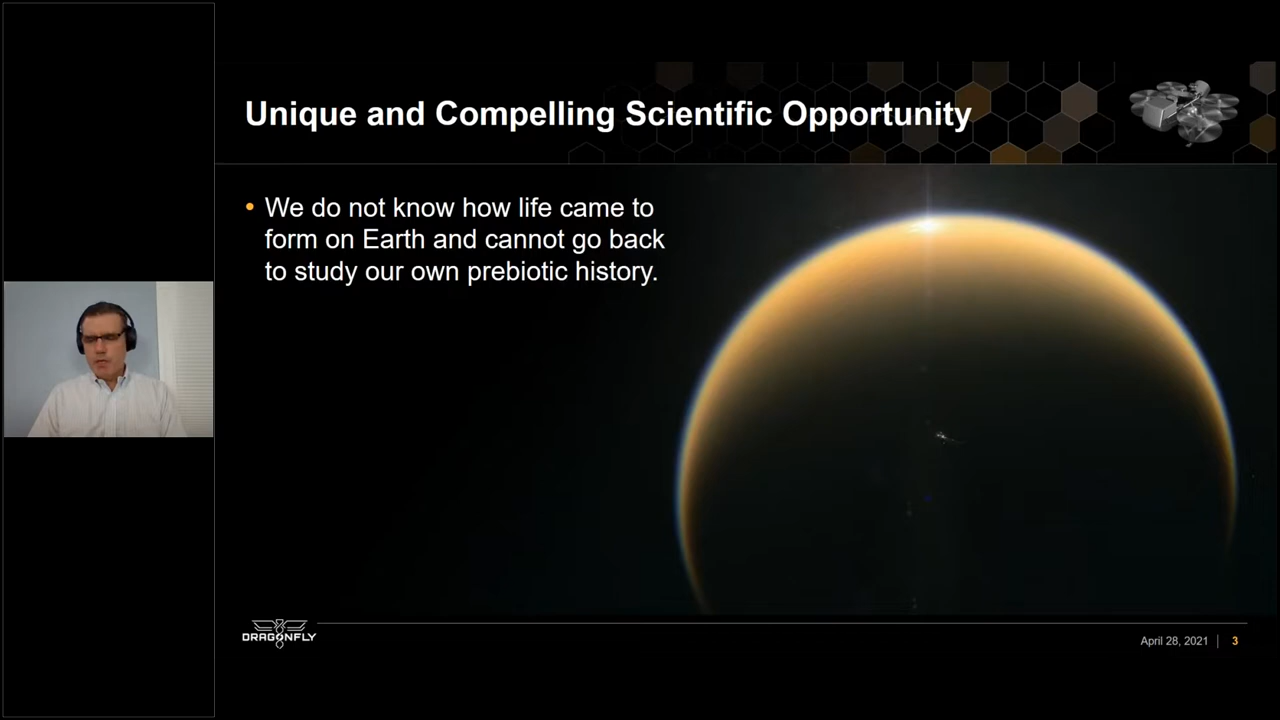 Unique and Compelling Scientific Opportunity
• We do not know how life came to
form on Earth and cannot go back
to study our own prebiotic history.
DRAGONFLY
April 28, 2021 | 3